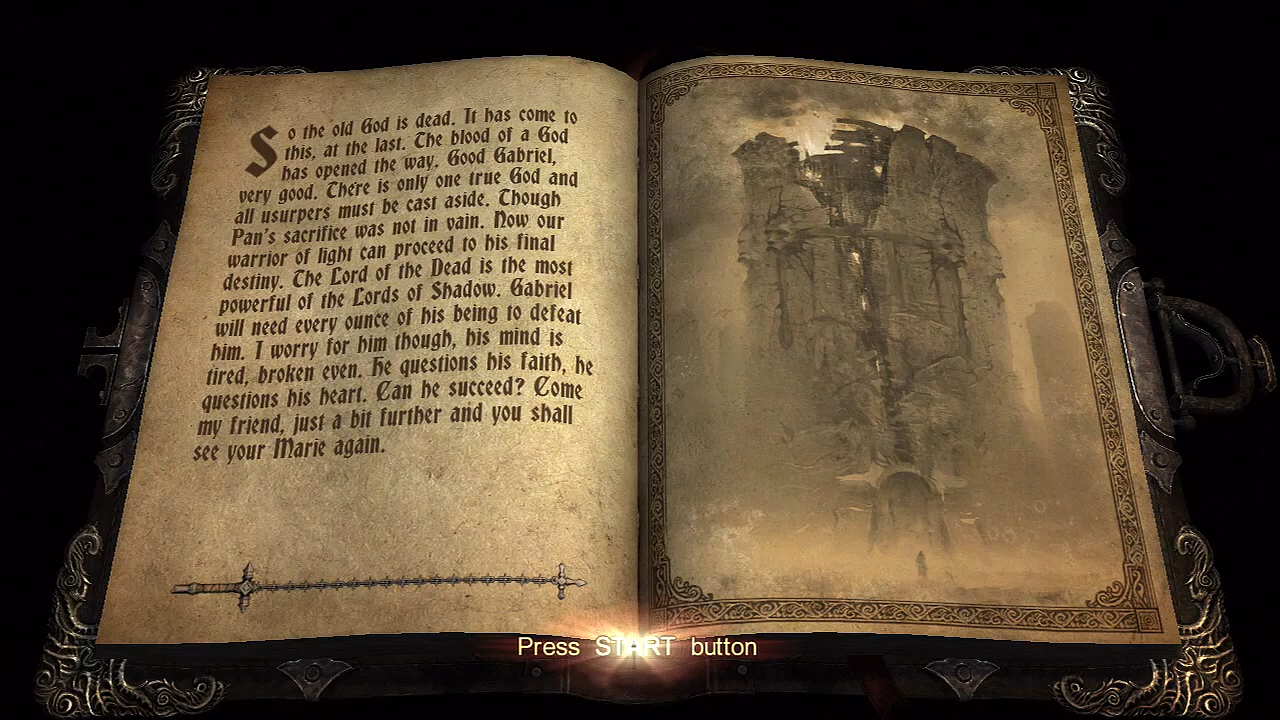 So the old God is dead. It has come to
this, at the last. The blood of a God
has opened the way. Good Gabriel,
very good. There is only one true God and
all usurpers must be cast aside. Though
Pan's sacrifice was not in vain. Now our
warrior of light can proceed to his final
destiny. The Lord of the Dead is the most
powerful of the Lords of Shadow. Gabriel
will need every ounce of his being to defeat
him. I worry for him though, his mind is
tired, broken even. He questions his faith, he
questions his heart. Can he succeed? Come
my friend, just a bit further and you shall
see your Marie again.
Press START button